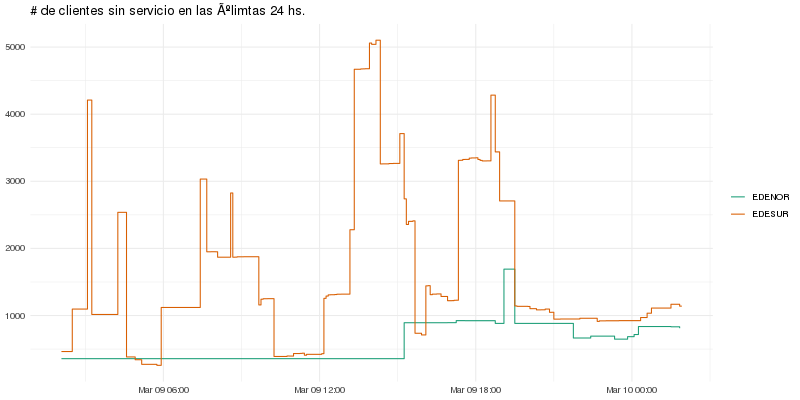 # de clientes sin servicio en las Ãºlimtas 24 hs.
5000
4000
3000
2000
1000
Mar 09 06:00
Mar 09 12:00
Mar 09 18:00
Mar 10 00:00
EDENOR
EDESUR